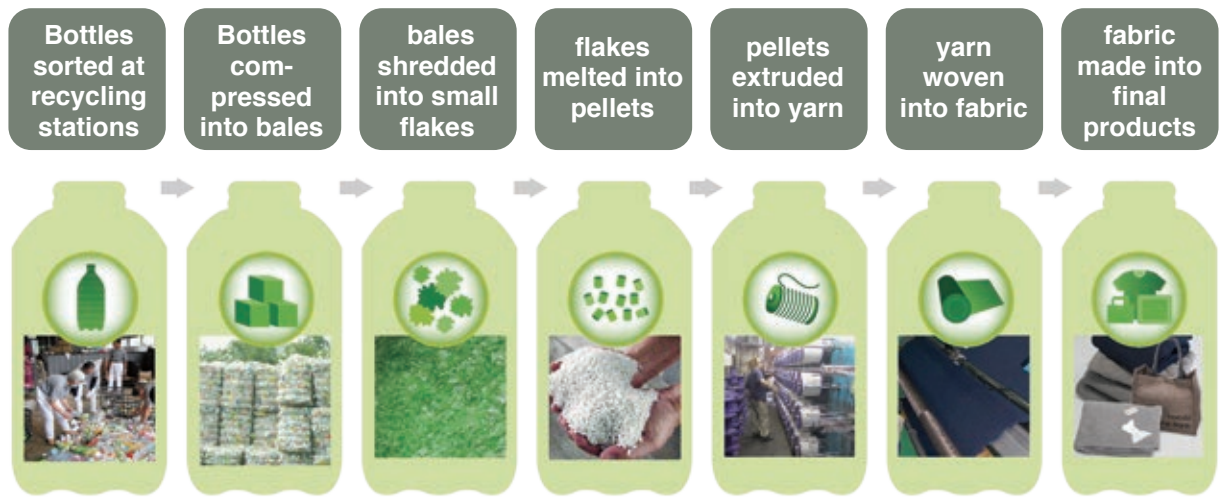 Bottles
sorted at
recycling
stations
Bottles
com-
pressed
into bales
bales
shredded
into small
flakes
flakes
melted into
pellets
pellets
extruded
into yarn
yarn
woven
into fabric
fabric
made into
final
products